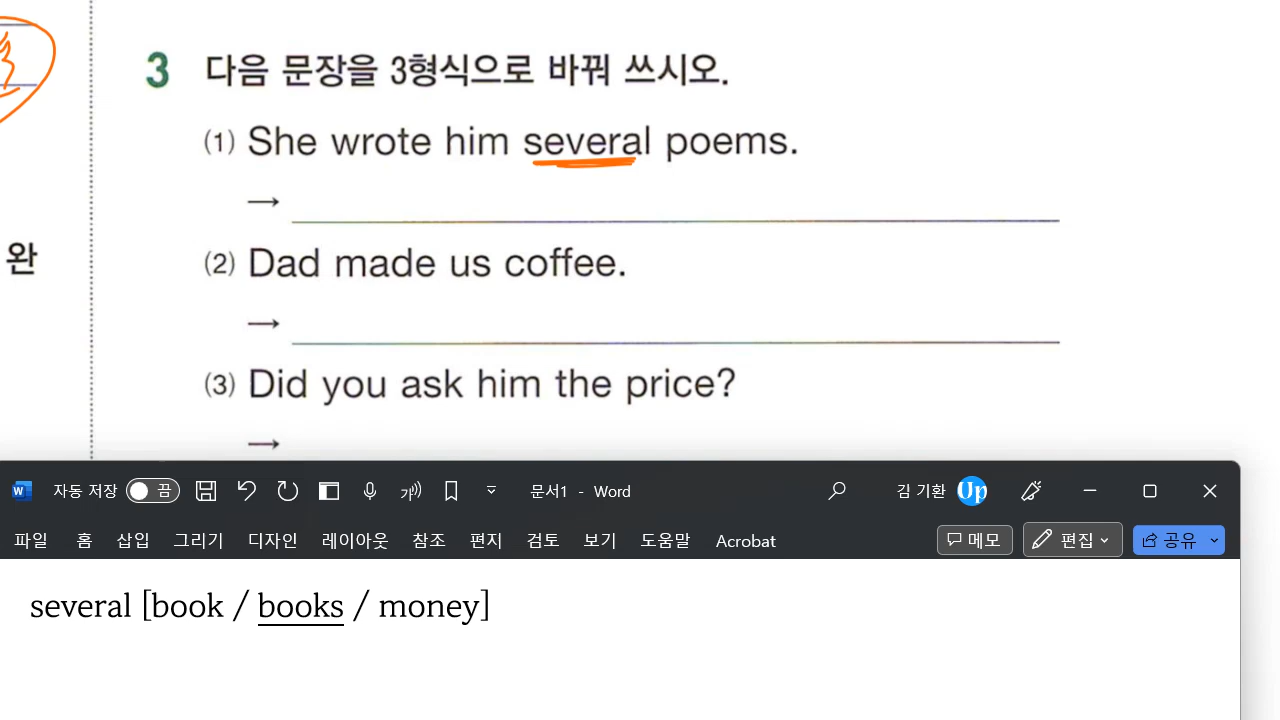 3 다음 문장을 3형식으로 바꿔 쓰시오.
(1) She wrote him several poems.
→
(2) Dad made us coffee.
완
→
(3) Did you ask him the price?
→
자동 저장 끔 문서1 - Word 김 기환 Up
파일 홈 삽입 그리기 디자인 레이아웃 참조 편지 검토 보기 도움말 Acrobat 메모 편집 공유
several [book / books / money]